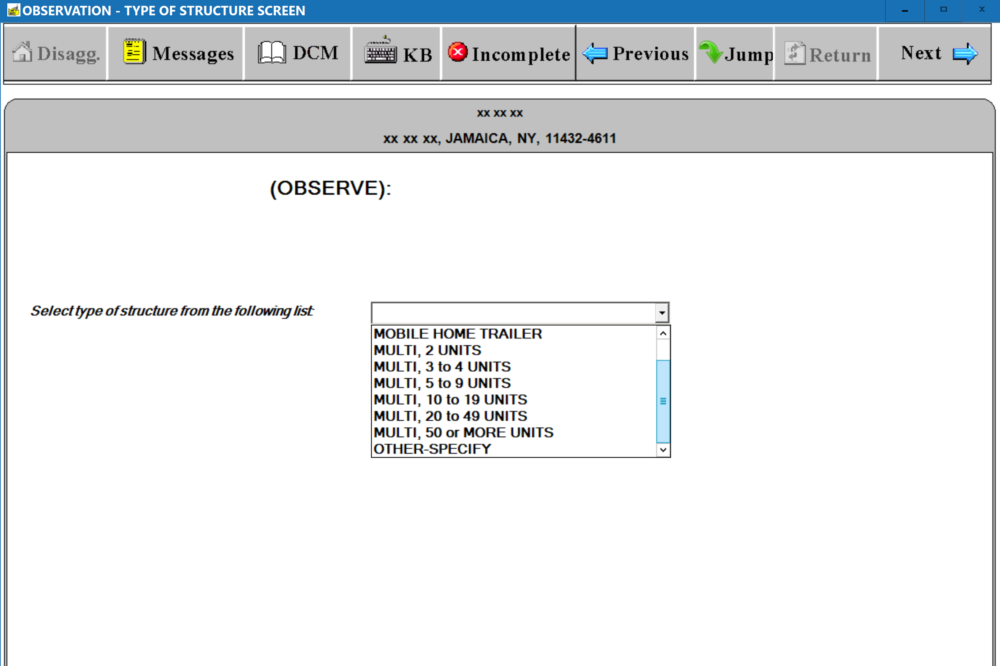 OBSERVATION - TYPE OF STRUCTURE SCREEN
Disagg. Messages DCM KB Incomplete Previous Jump Return Next
xx xx xx
xx xx xx, JAMAICA, NY, 11432-4611
(OBSERVE):
Select type of structure from the following list:
MOBILE HOME TRAILER
MULTI, 2 UNITS
MULTI, 3 to 4 UNITS
MULTI, 5 to 9 UNITS
MULTI, 10 to 19 UNITS
MULTI, 20 to 49 UNITS
MULTI, 50 or MORE UNITS
OTHER-SPECIFY